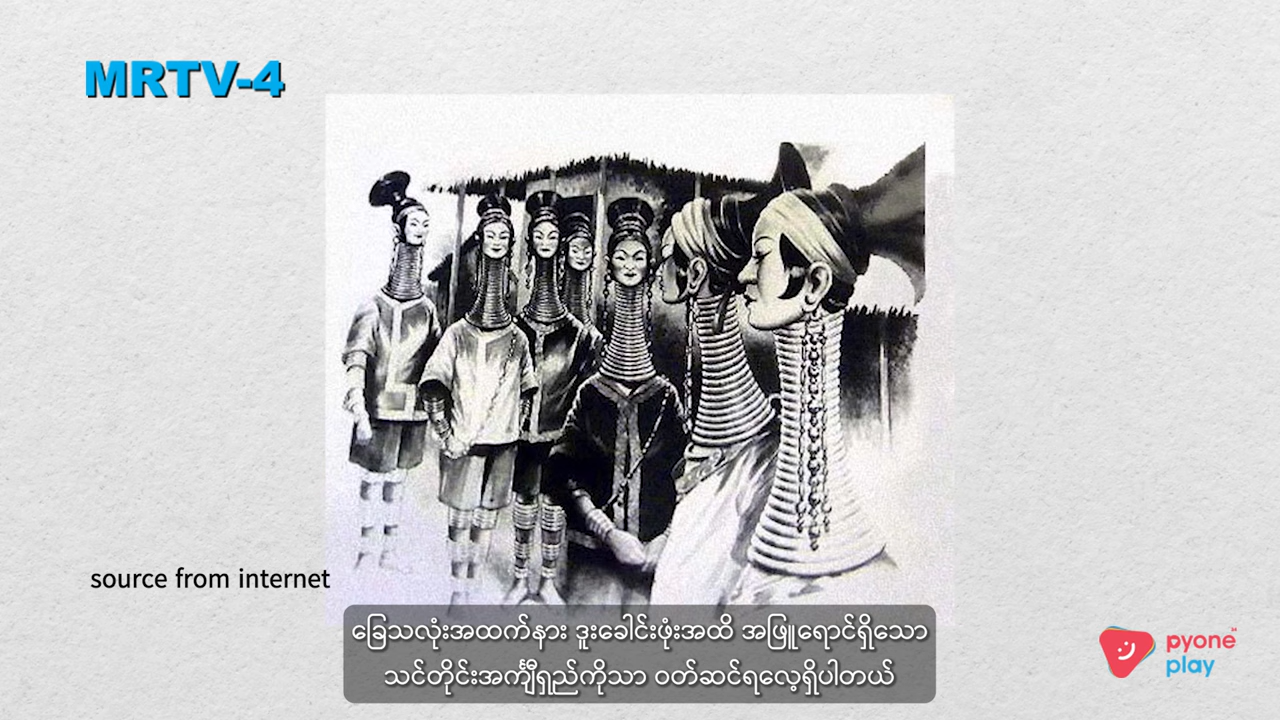 MRTV-4
source from internet
ခြေသလုံးအထက်နား ဒူးခေါင်းဖုံးအထိ အဖြူရောင်ရှိသော
သင်တိုင်းအင်္ကျီရှည်ကိုသာ ဝတ်ဆင်ရလေ့ရှိပါတယ်
pyone
play